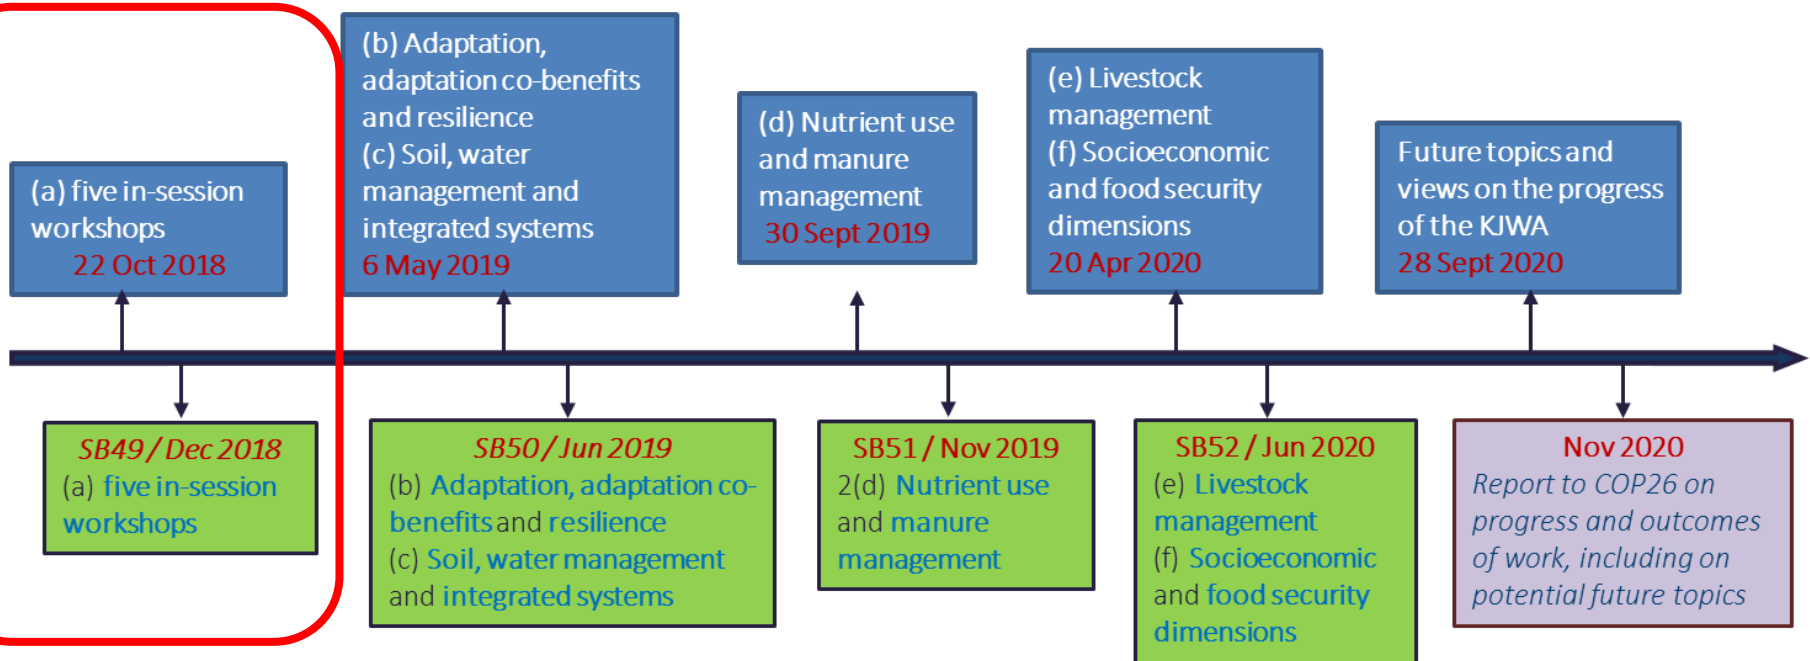 (a) five in-session
workshops
22 Oct 2018
(b) Adaptation,
adaptation co-benefits
and resilience
(c) Soil, water
management and
integrated systems
6 May 2019
(d) Nutrient use
and manure
management
30 Sept 2019
(e) Livestock
management
(f) Socioeconomic
and food security
dimensions
20 Apr 2020
Future topics and
views on the progress
of the KJWA
28 Sept 2020
SB49 / Dec 2018
(a) five in-session
workshops
SB50 / Jun 2019
(b) Adaptation, adaptation co-
benefits and resilience
(c) Soil, water management
and integrated systems
SB51 / Nov 2019
2(d) Nutrient use
and manure
management
SB52 / Jun 2020
(e) Livestock
management
(f) Socioeconomic
and food security
dimensions
Nov 2020
Report to COP26 on
progress and outcomes
of work, including on
potential future topics